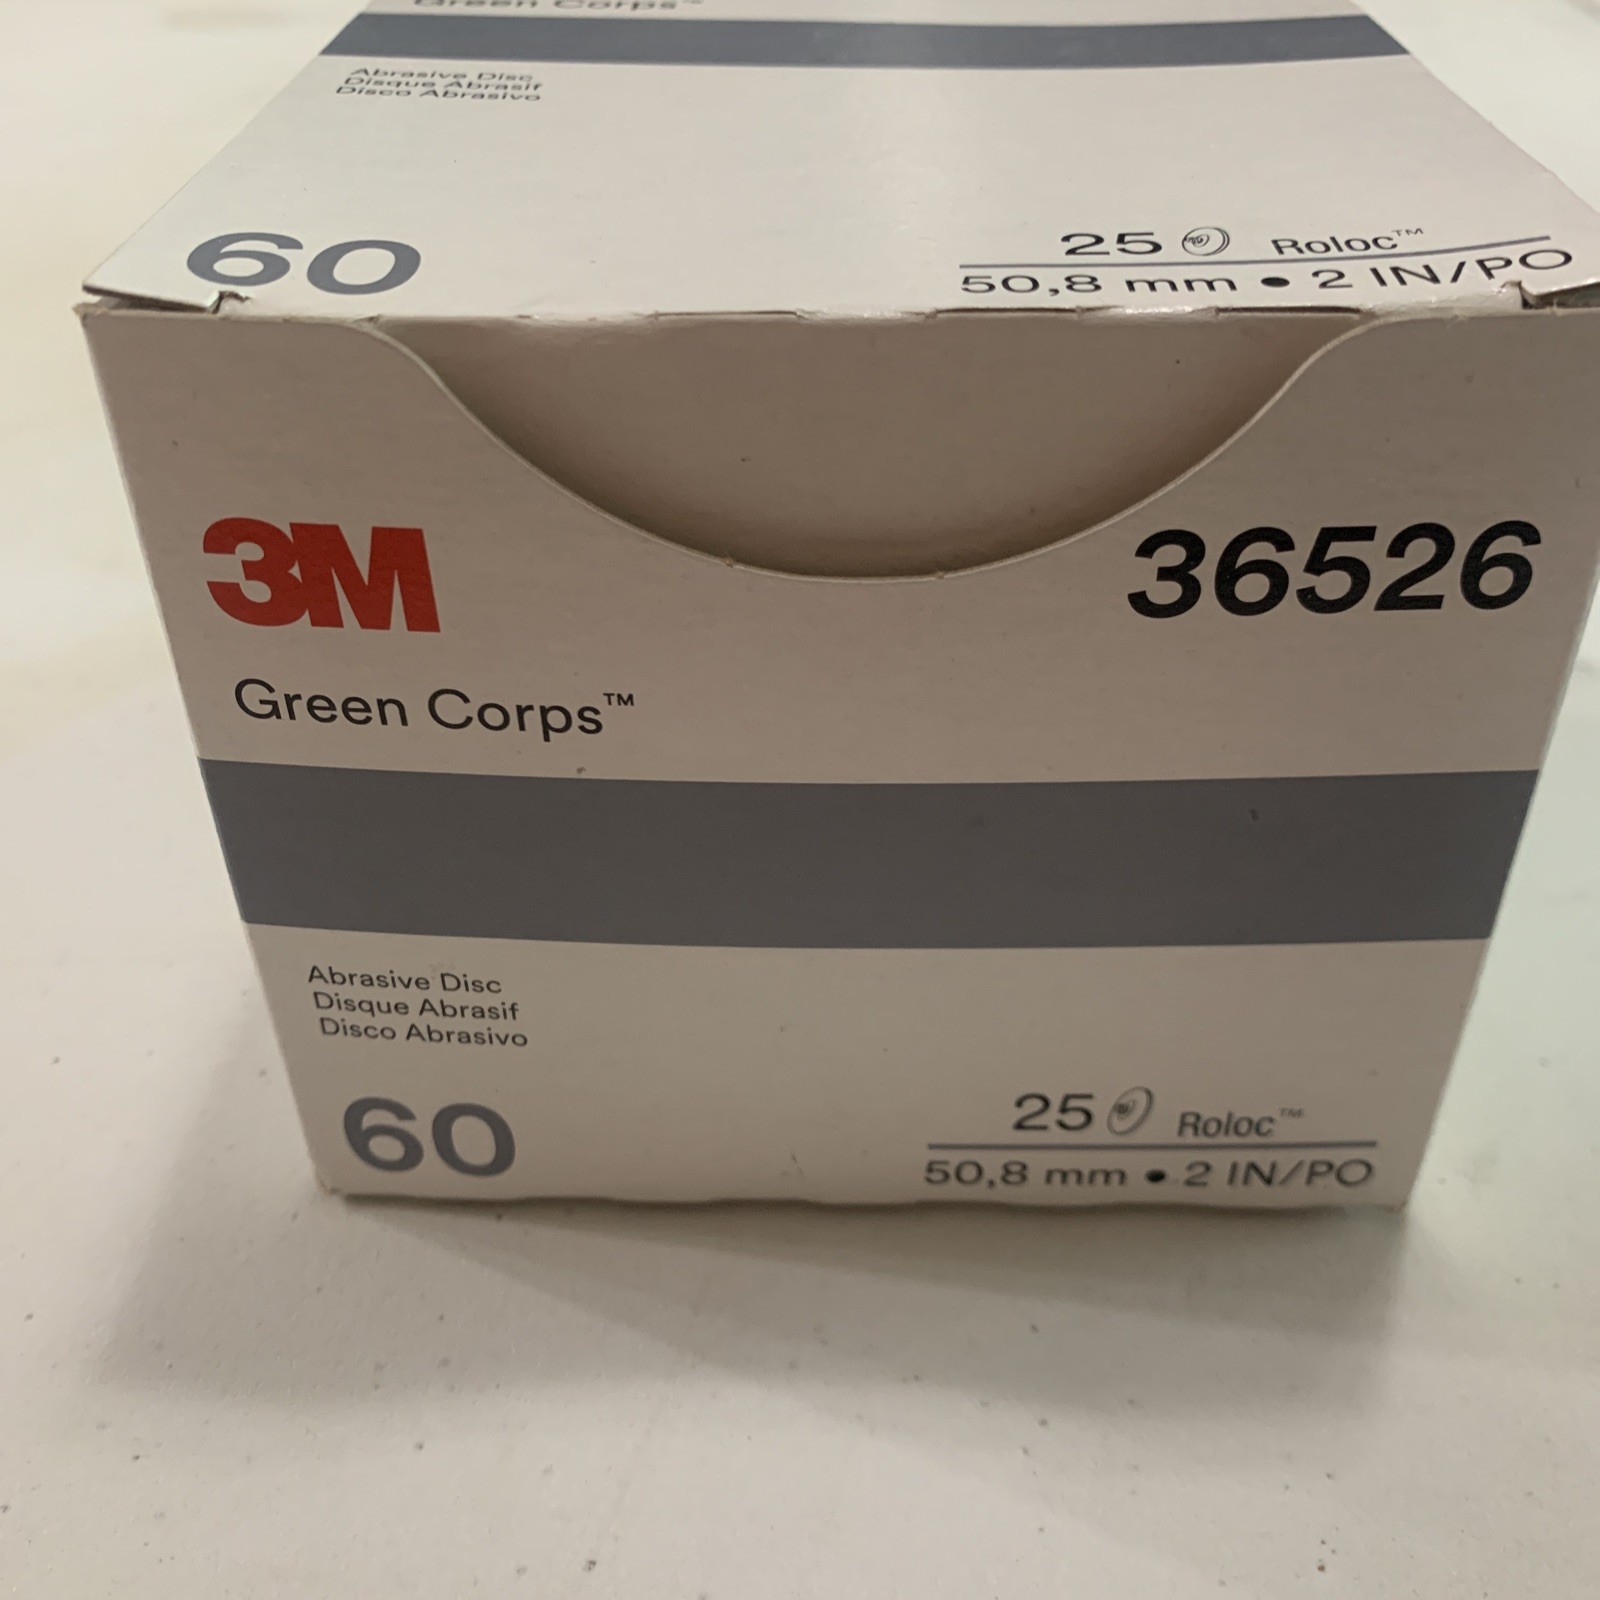 Green Corps™
Abrasive Disc
Disque Abrasif
Disco Abrasivo
60
25 Roloc™
50,8 mm • 2 IN/PO
3M
36526
Green Corps™
Abrasive Disc
Disque Abrasif
Disco Abrasivo
60
25 Roloc™
50,8 mm • 2 IN/PO